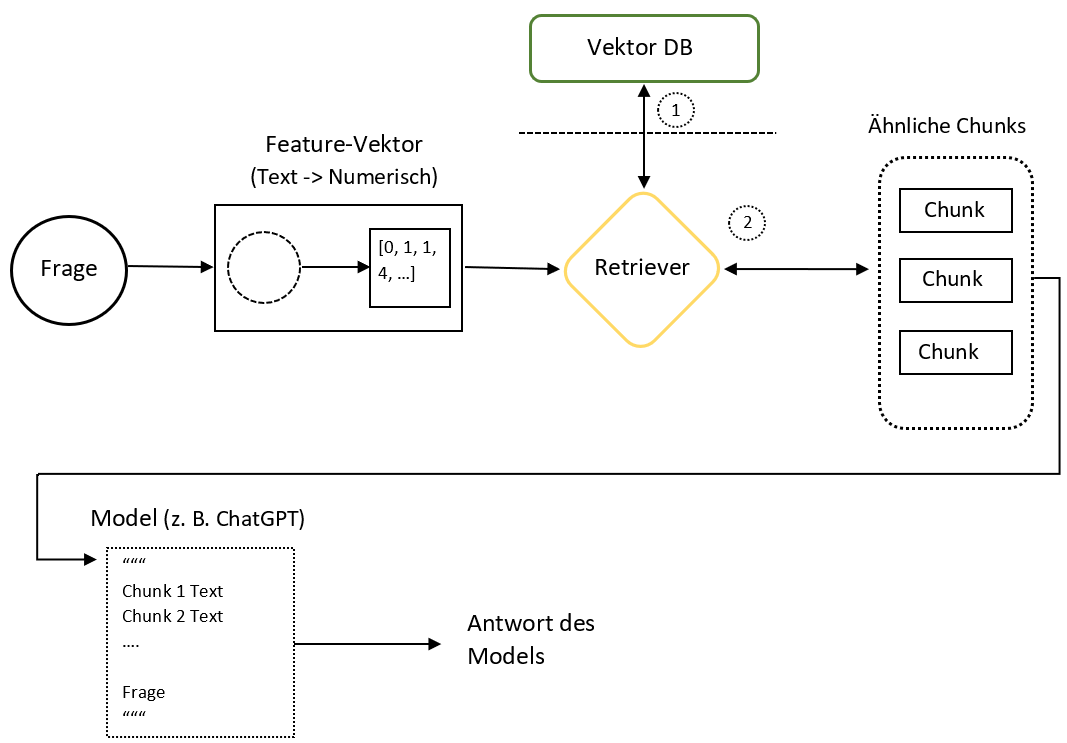 Vektor DB
1
Ähnliche Chunks
Feature-Vektor
(Text -> Numerisch)
Frage
[0, 1, 1,
4, …]
Retriever
2
Chunk
Chunk
Chunk
Model (z. B. ChatGPT)
“““
Chunk 1 Text
Chunk 2 Text
….
Frage
“““
Antwort des
Models